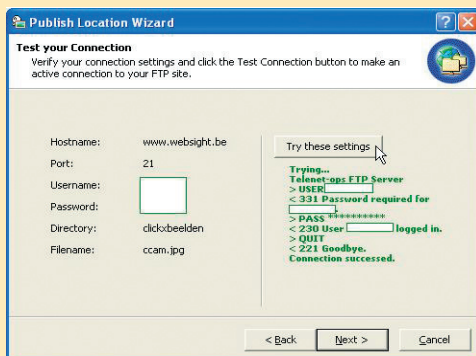 Publish Location Wizard
Test your Connection
Verify your connection settings and click the Test Connection button to make an
active connection to your FTP site.
Hostname: www.websight.be
Port: 21
Username:
Password:
Directory: clickxbeelden
Filename: ccam.jpg
Try these settings
Trying...
Telenet-ops FTP Server
> USER
< 331 Password required for
.
> PASS **********
< 230 User logged in.
> QUIT
< 221 Goodbye.
Connection successed.
< Back Next > Cancel